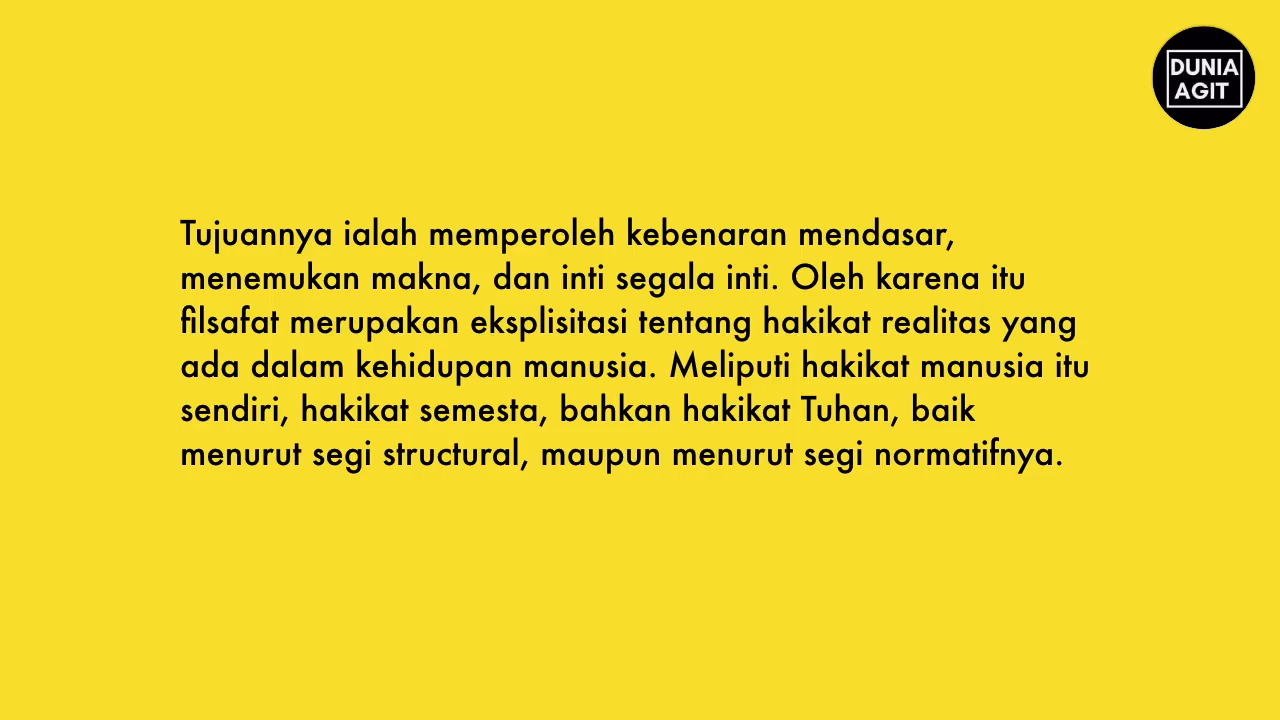 DUNIA
AGIT
Tujuannya ialah memperoleh kebenaran mendasar,
menemukan makna, dan inti segala inti. Oleh karena itu
filsafat merupakan eksplisitasi tentang hakikat realitas yang
ada dalam kehidupan manusia. Meliputi hakikat manusia itu
sendiri, hakikat semesta, bahkan hakikat Tuhan, baik
menurut segi structural, maupun menurut segi normatifnya.